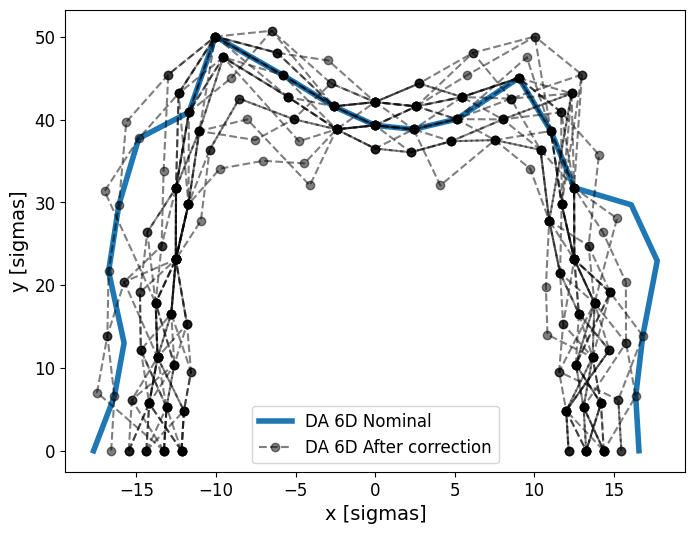 50
40
30
20
10
0
y [sigmas]
DA 6D Nominal
DA 6D After correction
−15 −10 −5 0 5 10 15
x [sigmas]